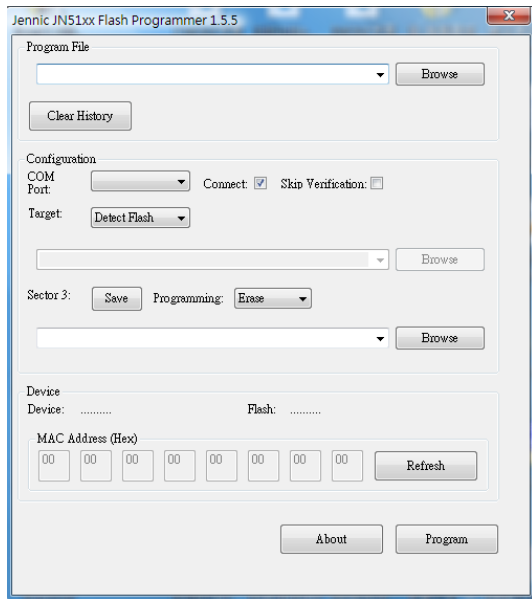 Jennic JN51xx Flash Programmer 1.5.5
Program File
Browse
Clear History
Configuration
COM Port: Connect: Skip Verification:
Target: Detect Flash
Browse
Sector 3: Save Programming: Erase
Browse
Device
Device: .......... Flash: ..........
MAC Address (Hex)
00 00 00 00 00 00 00 00 Refresh
About Program